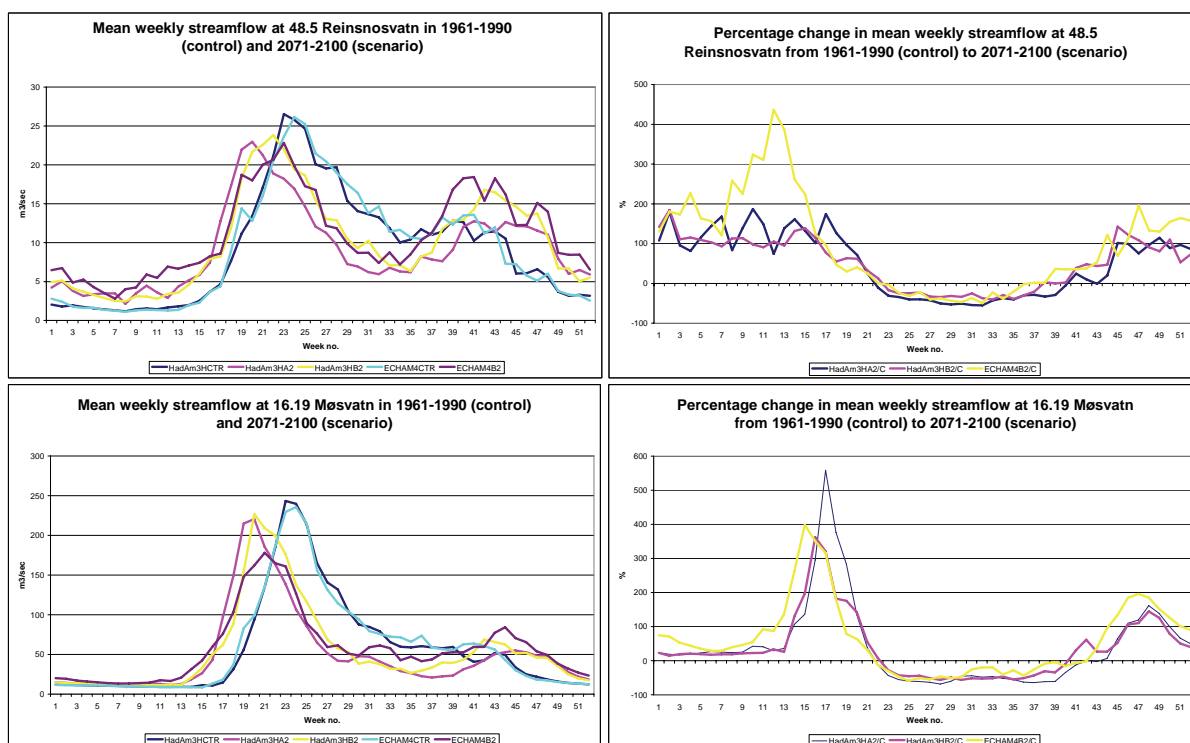 Mean weekly streamflow at 48.5 Reinsnosvatn in 1961-1990
(control) and 2071-2100 (scenario)
30
25
20
15
10
5
0
m3/sec
1 3 5 7 9 11 13 15 17 19 21 23 25 27 29 31 33 35 37 39 41 43 45 47 49 51
Week no.
HadAm3HCTR HadAm3HA2 HadAm3HB2 ECHAM4CTR ECHAM4B2
Percentage change in mean weekly streamflow at 48.5
Reinsnosvatn from 1961-1990 (control) to 2071-2100 (scenario)
500
400
300
200
100
0
-100
%
1 3 5 7 9 11 13 15 17 19 21 23 25 27 29 31 33 35 37 39 41 43 45 47 49 51
Week no.
HadAm3HA2/C HadAm3HB2/C ECHAM4B2/C
Mean weekly streamflow at 16.19 Møsvatn in 1961-1990 (control)
and 2071-2100 (scenario)
300
250
200
150
100
50
0
m3/sec
1 3 5 7 9 11 13 15 17 19 21 23 25 27 29 31 33 35 37 39 41 43 45 47 49 51
Week no.
HadAm3HCTR HadAm3HA2 HadAm3HB2 ECHAM4CTR ECHAM4B2
Percentage change in mean weekly streamflow at 16.19 Møsvatn
from 1961-1990 (control) to 2071-2100 (scenario)
600
500
400
300
200
100
0
-100
%
1 3 5 7 9 11 13 15 17 19 21 23 25 27 29 31 33 35 37 39 41 43 45 47 49 51
Week no.
HadAm3HA2/C HadAm3HB2/C ECHAM4B2/C